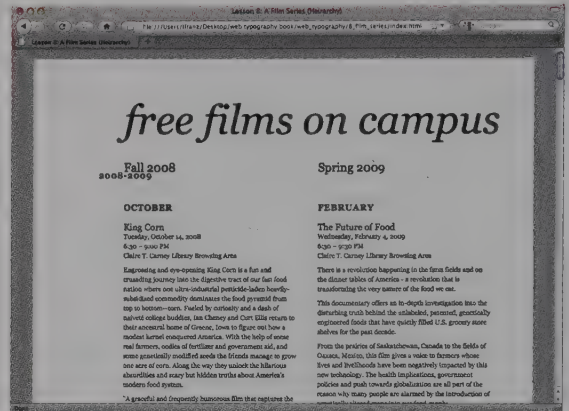 Lesson 8: A Film Series (Heirarchy)
Lesson 8: A Film Series (Heirarchy)
free films on campus
Fall 2008
2008-2009
OCTOBER
King Corn
Tuesday, October 14, 2008
6:30 – 9:00 PM
Claire T. Carney Library Browsing Area
Engrossing and eye-opening King Corn is a fun and
crusading journey into the digestive tract of our fast food
nation where one ultra-industrial pesticide-laden heavily-
subsidized commodity dominates the food pyramid from
top to bottom—corn. Fueled by curiosity and a dash of
naiveté college buddies, Ian Cheney and Curt Ellis return to
their ancestral home of Greene, Iowa to figure out how a
modest kernel conquered America. With the help of some
real farmers, oodles of fertilizer and government aid, and
some genetically modified seeds the friends manage to grow
one acre of corn. Along the way they unlock the hilarious
absurdities and scary but hidden truths about America's
modern food system.
"A graceful and frequently humorous film that captures the
Spring 2009
FEBRUARY
The Future of Food
Wednesday, February 4, 2009
6:30 – 9:30 PM
Claire T. Carney Library Browsing Area
There is a revolution happening in the farm fields and on
the dinner tables of America - a revolution that is
transforming the very nature of the food we eat.
This documentary offers an in-depth investigation into the
disturbing truth behind the unlabeled, patented, genetically
engineered foods that have quietly filled U.S. grocery store
shelves for the past decade.
From the prairies of Saskatchewan, Canada to the fields of
Oaxaca, Mexico, this film gives a voice to farmers whose
lives and livelihoods have been negatively impacted by this
new technology. The health implications, government
policies and push towards globalization are all part of the
reason why many people are alarmed by the introduction of